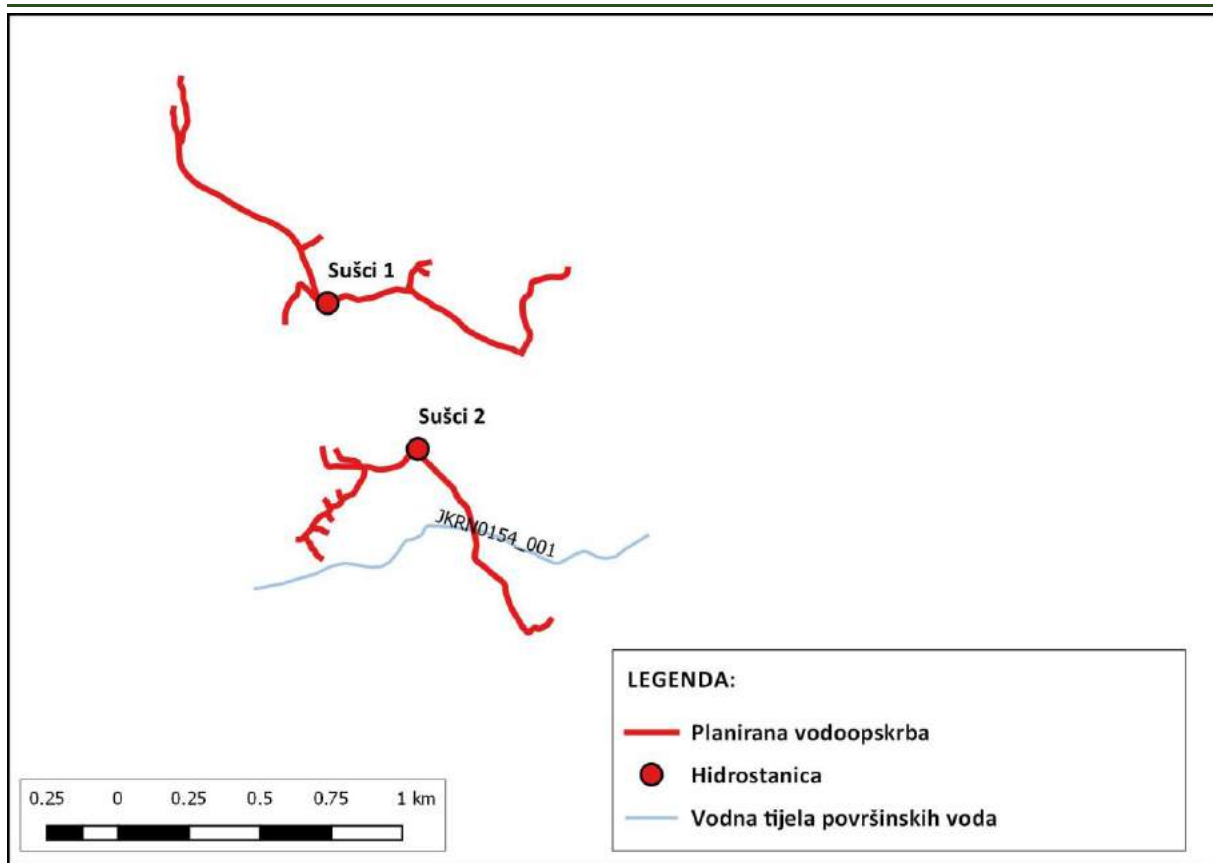 Sušci 1
Sušci 2
JKRN0154_001
LEGENDA:
Planirana vodoopskrba
Hidrostanica
Vodna tijela površinskih voda
0.25 0 0.25 0.5 0.75 1 km